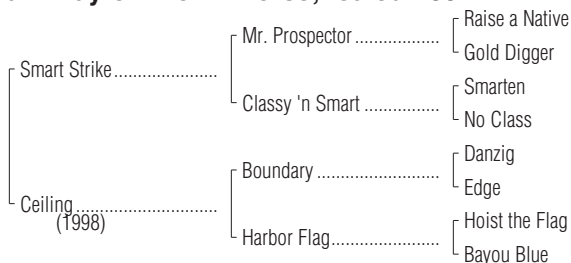 Raise a Native
Mr. Prospector ....................
Gold Digger
Smart Strike........................
Smarten
Classy 'n Smart ..................
No Class
Danzig
Boundary .............................
Edge
Ceiling.................................
(1998)
Hoist the Flag
Harbor Flag.........................
Bayou Blue